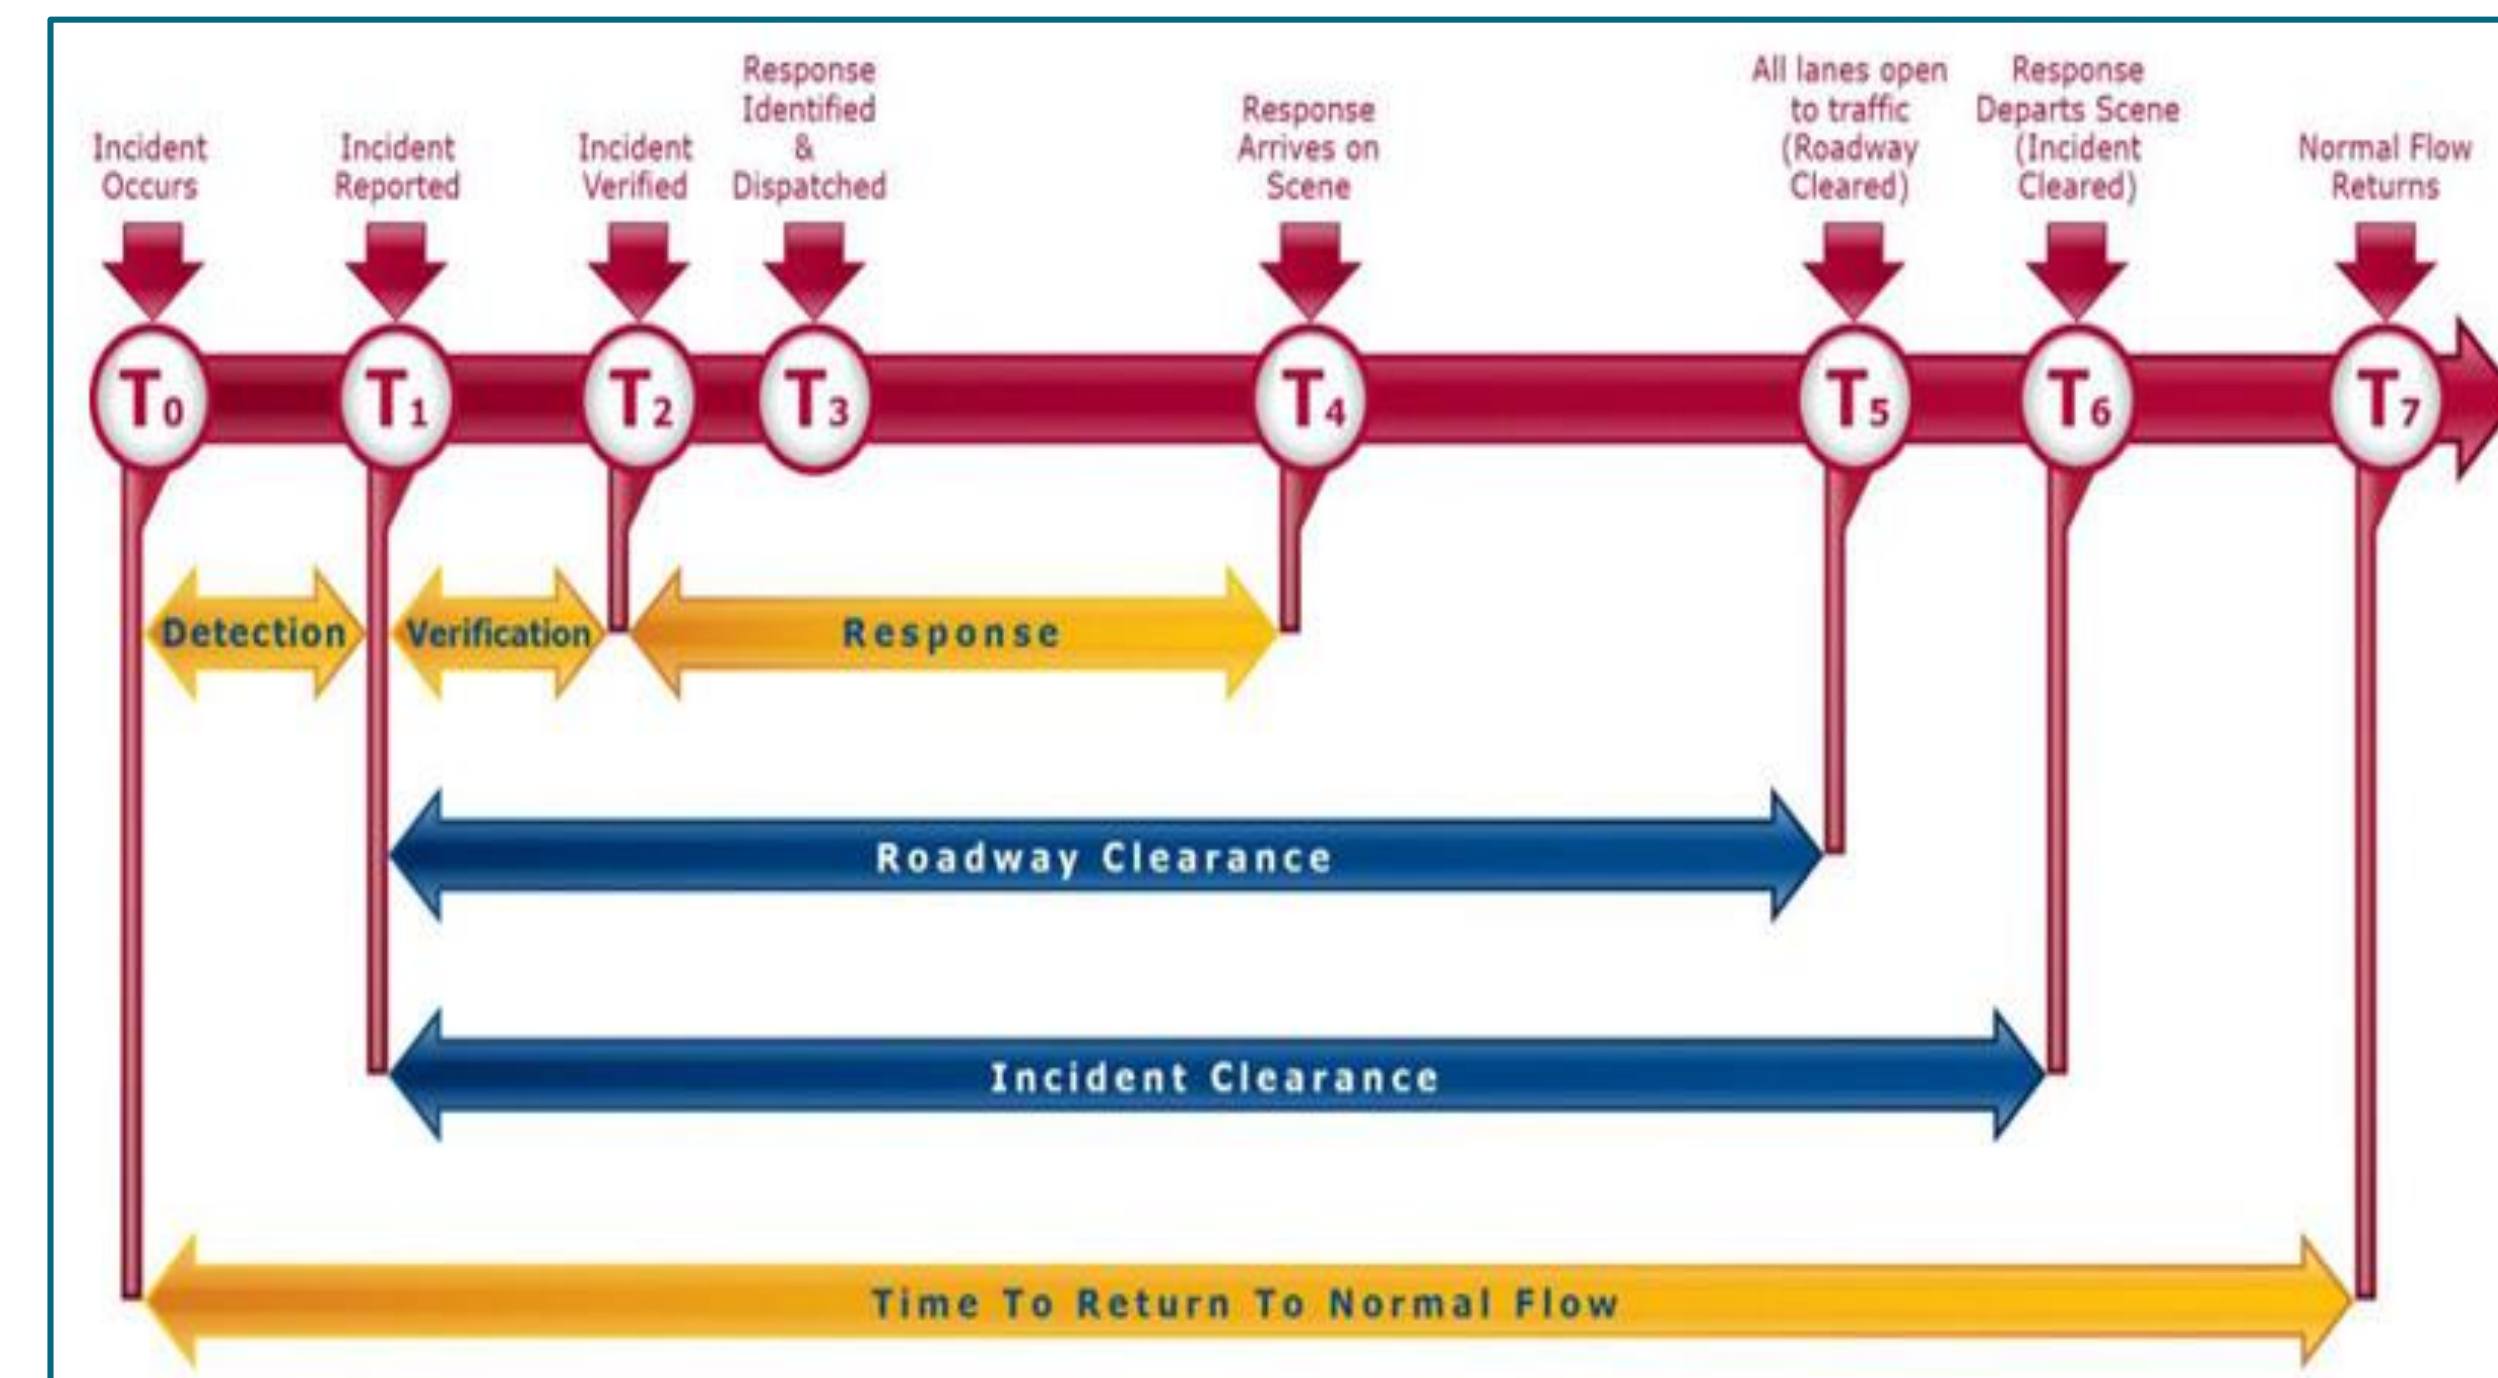 Incident
Occurs
Incident
Reported
Incident
Verified
Response
Identified
&
Dispatched
Response
Arrives on
Scene
All lanes open
to traffic
(Roadway
Cleared)
Response
Departs Scene
(Incident
Cleared)
Normal Flow
Returns
T0
T1
T2
T3
T4
T5
T6
T7
Detection
Verification
Response
Roadway Clearance
Incident Clearance
Time To Return To Normal Flow